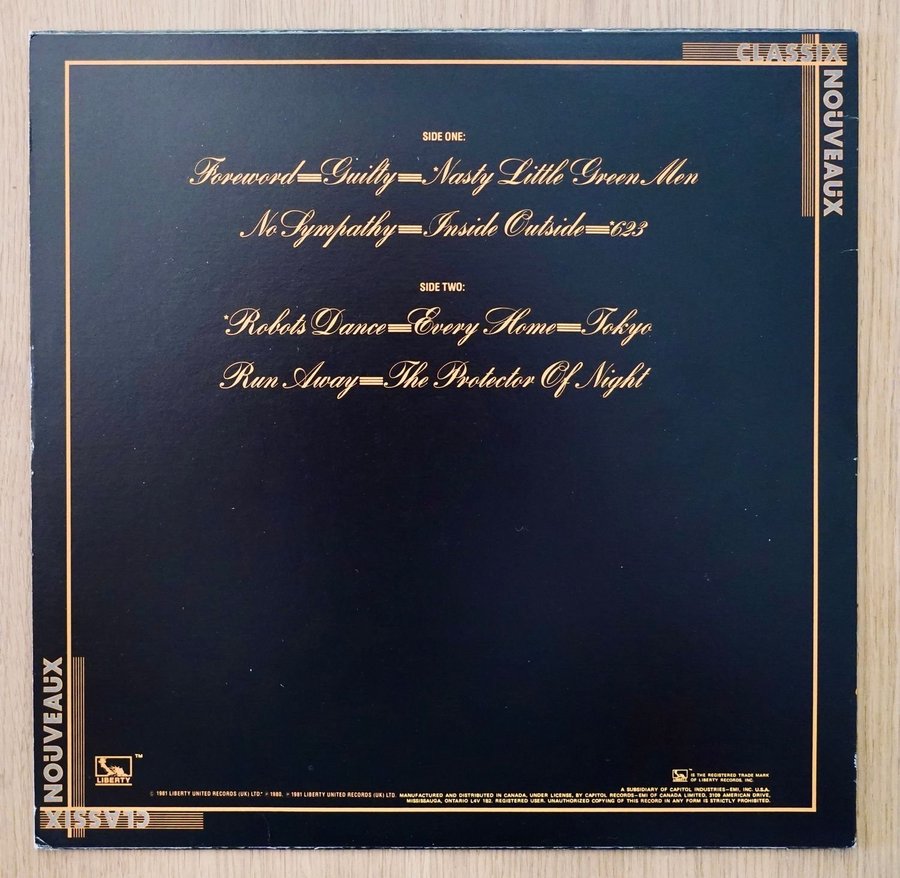 CLASSIX
NOUVEAUX
SIDE ONE:
Foreword=Guilty=*Nasty Little Green Men
No Sympathy=Inside Outside=*623
SIDE TWO:
*Robots Dance=Every Home=Tokyo
Run Away=The Protector Of Night
NOUVEAUX
CLASSIX
LIBERTY™
LIBERTY™ IS THE REGISTERED TRADE MARK
OF LIBERTY RECORDS, INC.
© 1981 LIBERTY UNITED RECORDS (UK) LTD.* ℗ 1980, ℗ 1981 LIBERTY UNITED RECORDS (UK) LTD. MANUFACTURED AND DISTRIBUTED IN CANADA, UNDER LICENSE, BY CAPITOL RECORDS—EMI OF CANADA LIMITED, 3109 AMERICAN DRIVE,
A SUBSIDIARY OF CAPITOL INDUSTRIES—EMI, INC. U.S.A.
MISSISSAUGA, ONTARIO L4V 1B2. REGISTERED USER. UNAUTHORIZED COPYING OF THIS RECORD IN ANY FORM IS STRICTLY PROHIBITED.